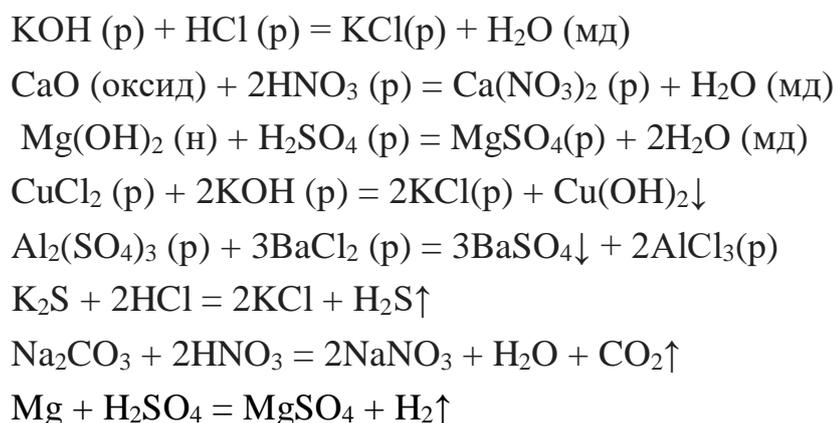 KOH (р) + HCl (р) = KCl(р) + H₂O (мд)
CaO (оксид) + 2HNO₃ (р) = Ca(NO₃)₂ (р) + H₂O (мд)
Mg(OH)₂ (н) + H₂SO₄ (р) = MgSO₄(р) + 2H₂O (мд)
CuCl₂ (р) + 2KOH (р) = 2KCl(р) + Cu(OH)₂↓
Al₂(SO₄)₃ (р) + 3BaCl₂ (р) = 3BaSO₄↓ + 2AlCl₃(р)
K₂S + 2HCl = 2KCl + H₂S↑
Na₂CO₃ + 2HNO₃ = 2NaNO₃ + H₂O + CO₂↑
Mg + H₂SO₄ = MgSO₄ + H₂↑